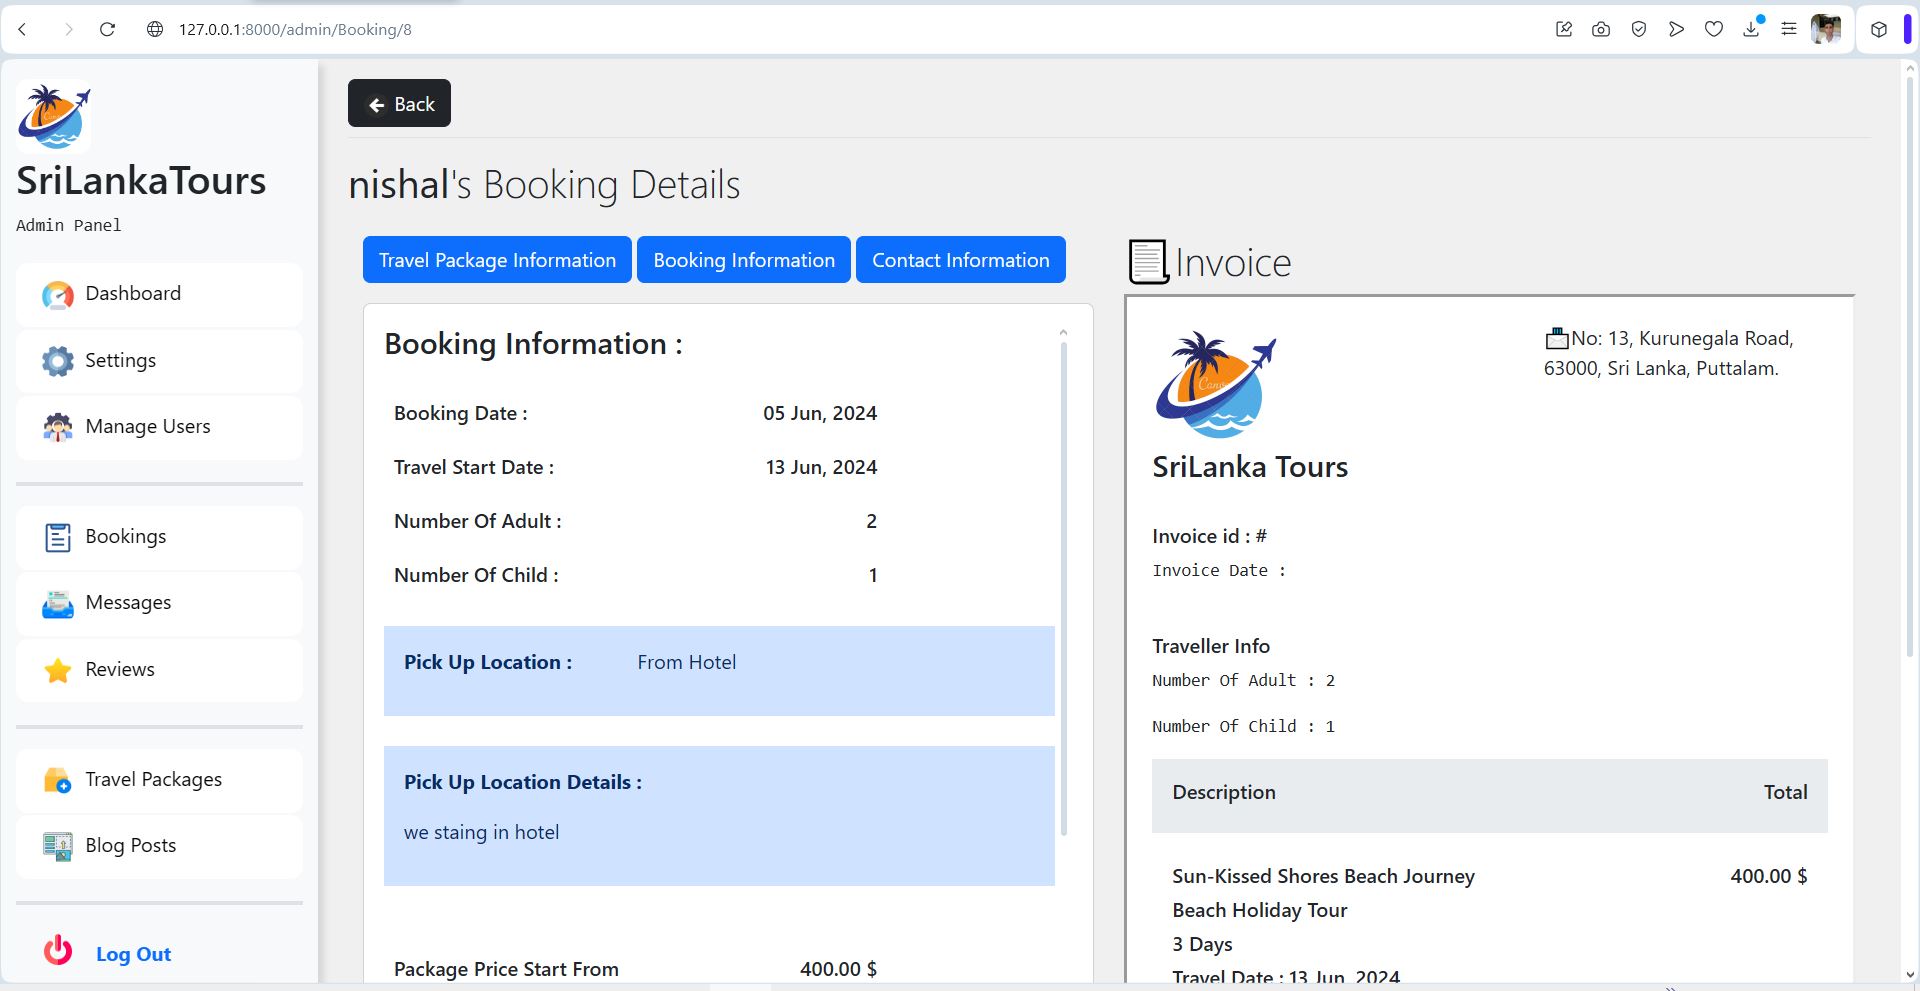 127.0.0.1:8000/admin/Booking/8
SriLankaTours
Admin Panel
Dashboard
Settings
Manage Users
Bookings
Messages
Reviews
Travel Packages
Blog Posts
Log Out
Back
nishal's Booking Details
Travel Package Information
Booking Information
Contact Information
Booking Information :
Booking Date : 05 Jun, 2024
Travel Start Date : 13 Jun, 2024
Number Of Adult : 2
Number Of Child : 1
Pick Up Location : From Hotel
Pick Up Location Details :
we staing in hotel
Package Price Start From 400.00 $
Invoice
Canva
No: 13, Kurunegala Road,
63000, Sri Lanka, Puttalam.
SriLanka Tours
Invoice id : #
Invoice Date :
Traveller Info
Number Of Adult : 2
Number Of Child : 1
Description Total
Sun-Kissed Shores Beach Journey 400.00 $
Beach Holiday Tour
3 Days
Travel Date : 13 Jun, 2024